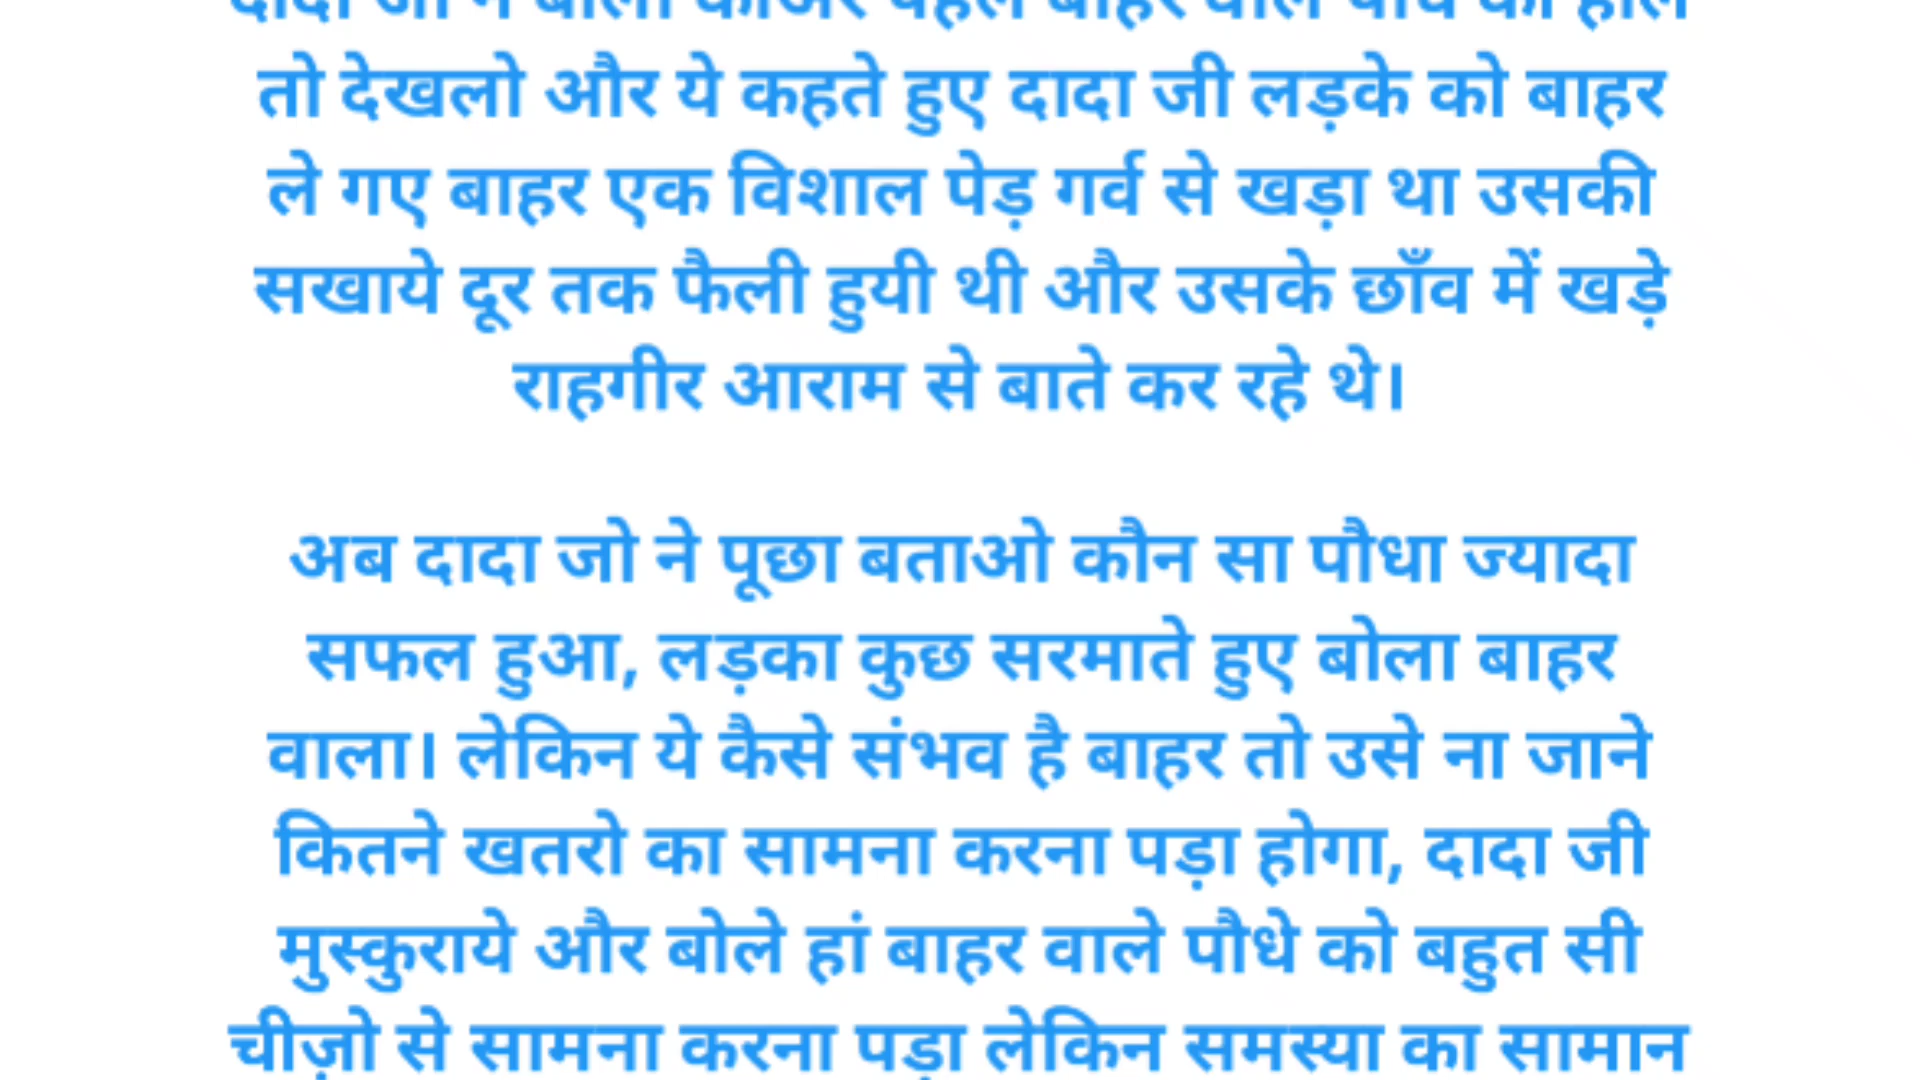 तो देखलो और ये कहते हुए दादा जी लड़के को बाहर
ले गए बाहर एक विशाल पेड़ गर्व से खड़ा था उसकी
सखाये दूर तक फैली हुयी थी और उसके छाँव में खड़े
राहगीर आराम से बाते कर रहे थे।
अब दादा जो ने पूछा बताओ कौन सा पौधा ज्यादा
सफल हुआ, लड़का कुछ सरमाते हुए बोला बाहर
वाला। लेकिन ये कैसे संभव है बाहर तो उसे ना जाने
कितने खतरो का सामना करना पड़ा होगा, दादा जी
मुस्कुराये और बोले हां बाहर वाले पौधे को बहुत सी
चीज़ो से सामना करना पड़ा लेकिन समस्या का सामान